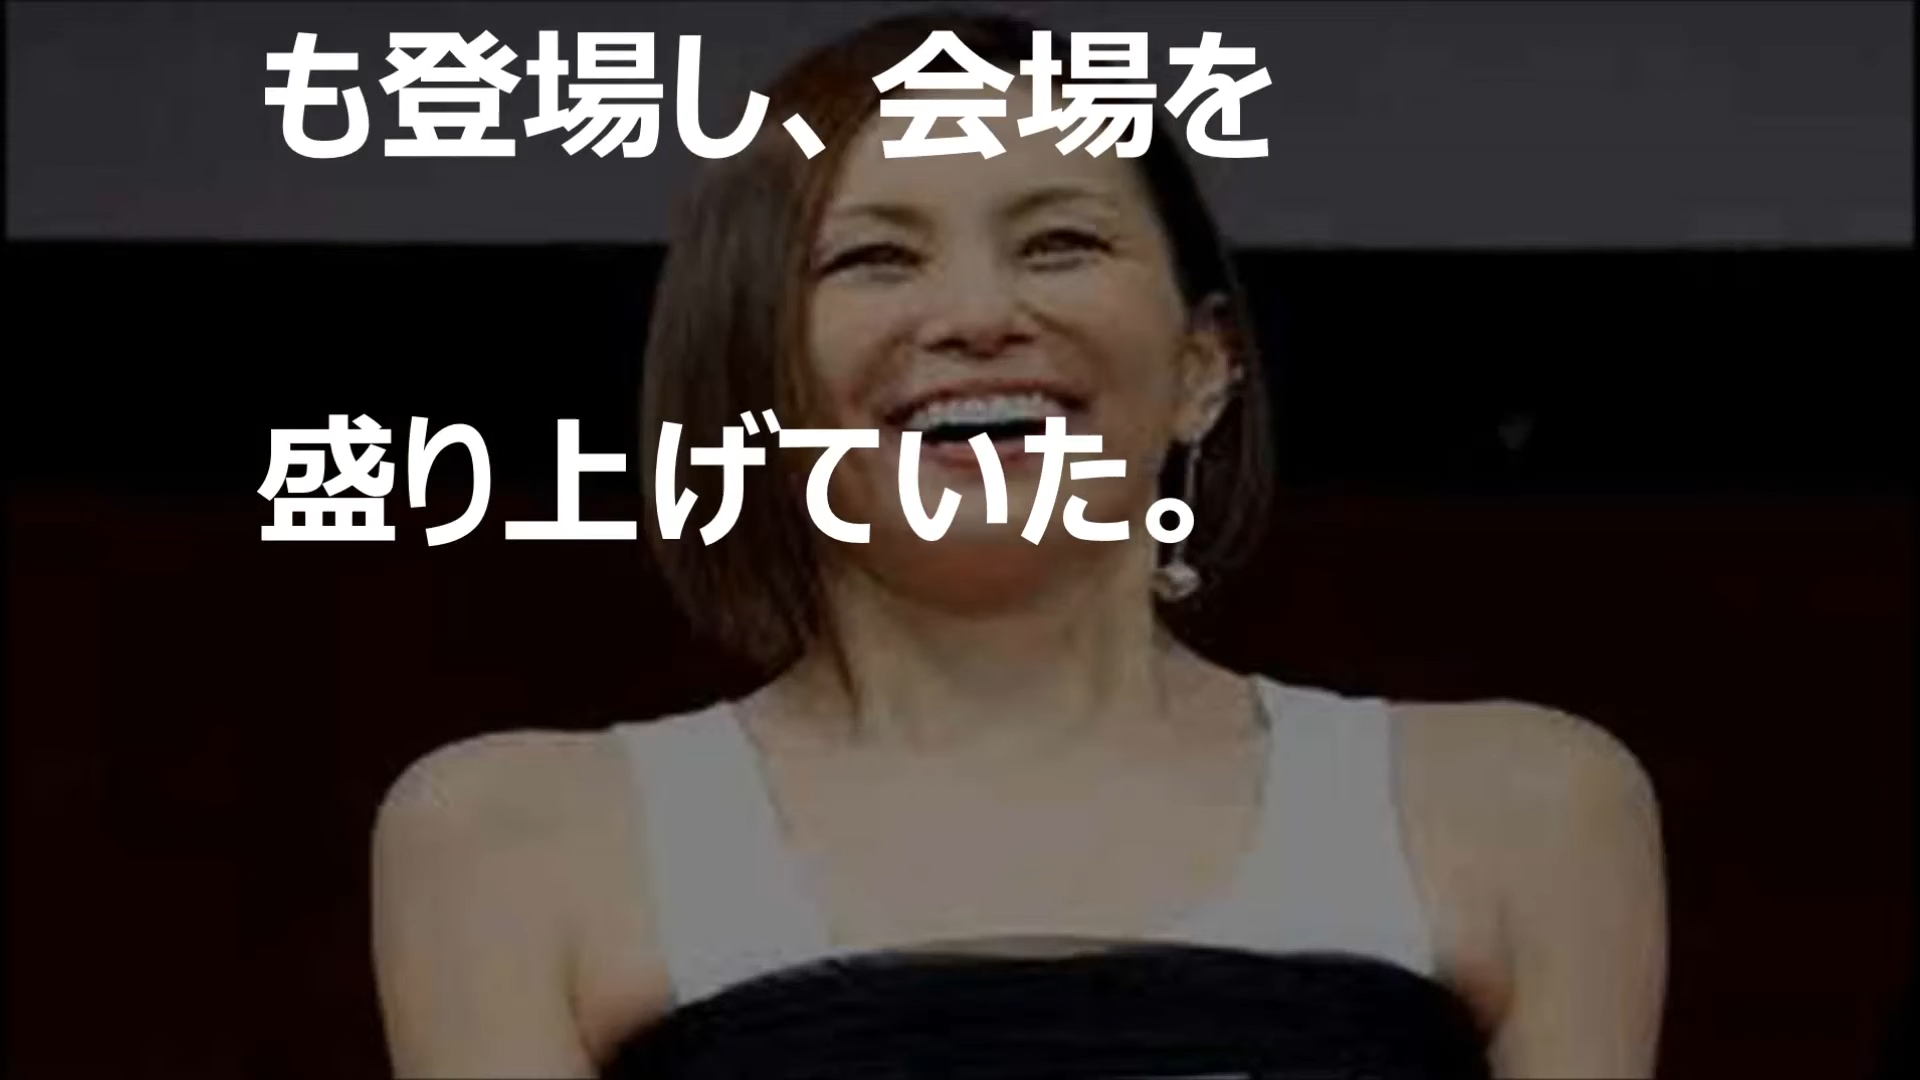 も登場し、会場を
盛り上げていた。